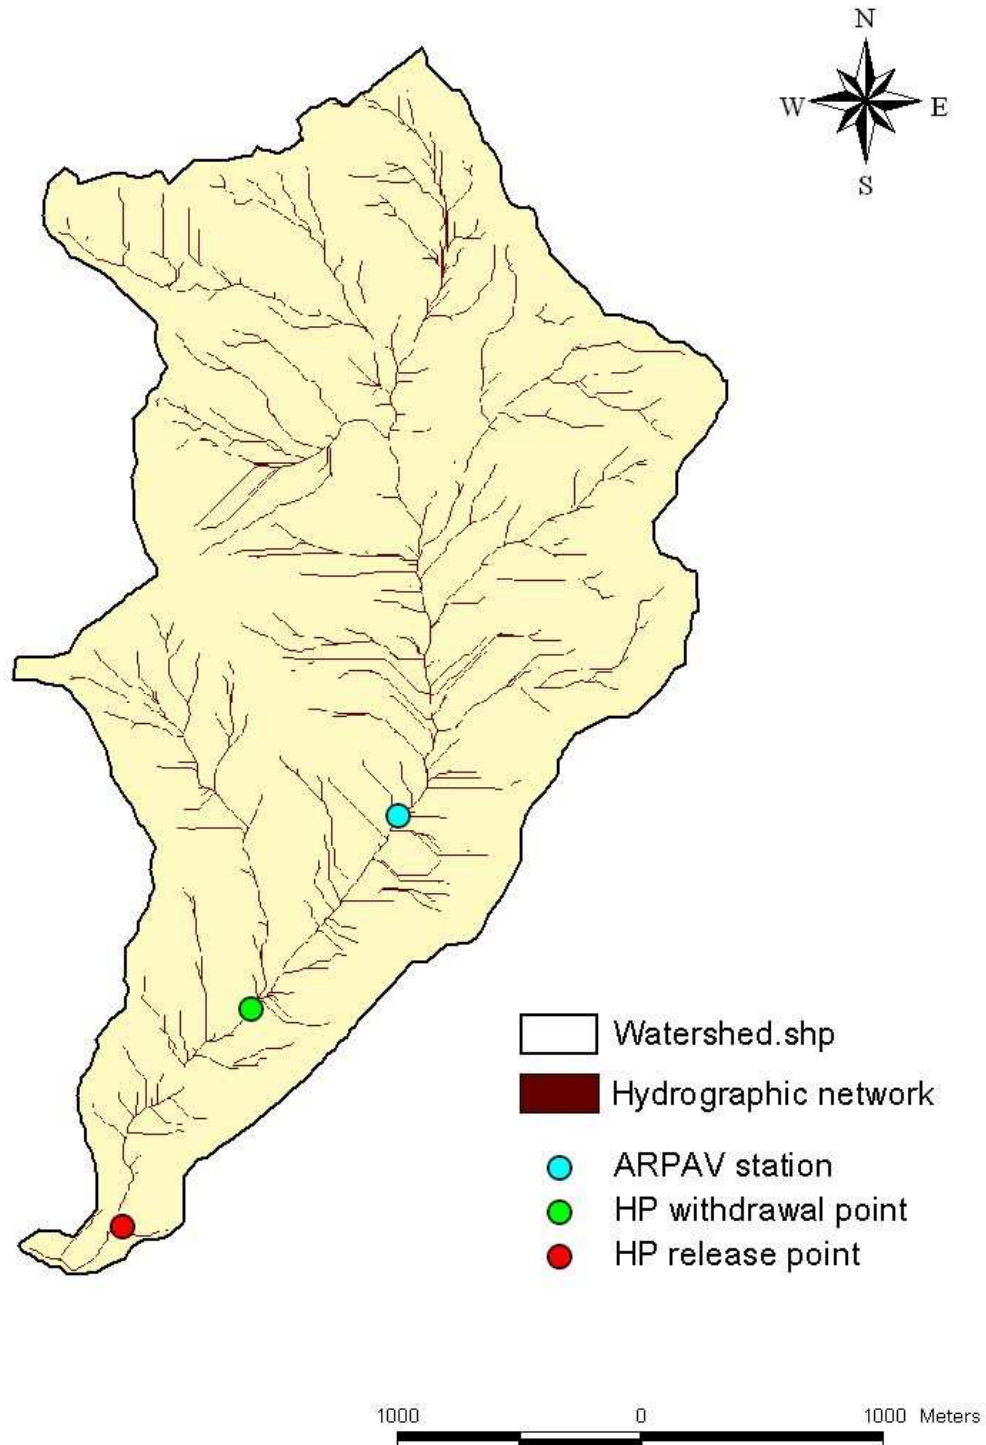 N
W E
S
Watershed.shp
Hydrographic network
ARPAV station
HP withdrawal point
HP release point
1000 0 1000 Meters